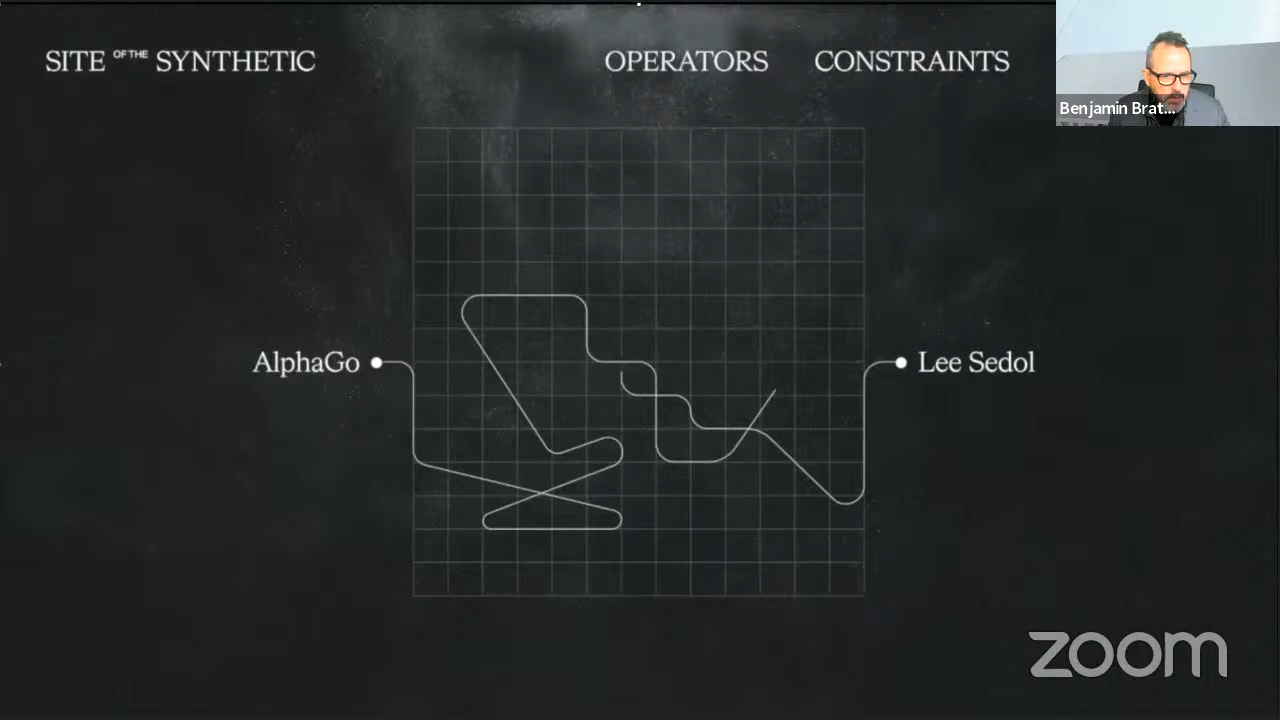 SITE OF THE SYNTHETIC
OPERATORS
CONSTRAINTS
Benjamin Brat...
AlphaGo
Lee Sedol
zoom